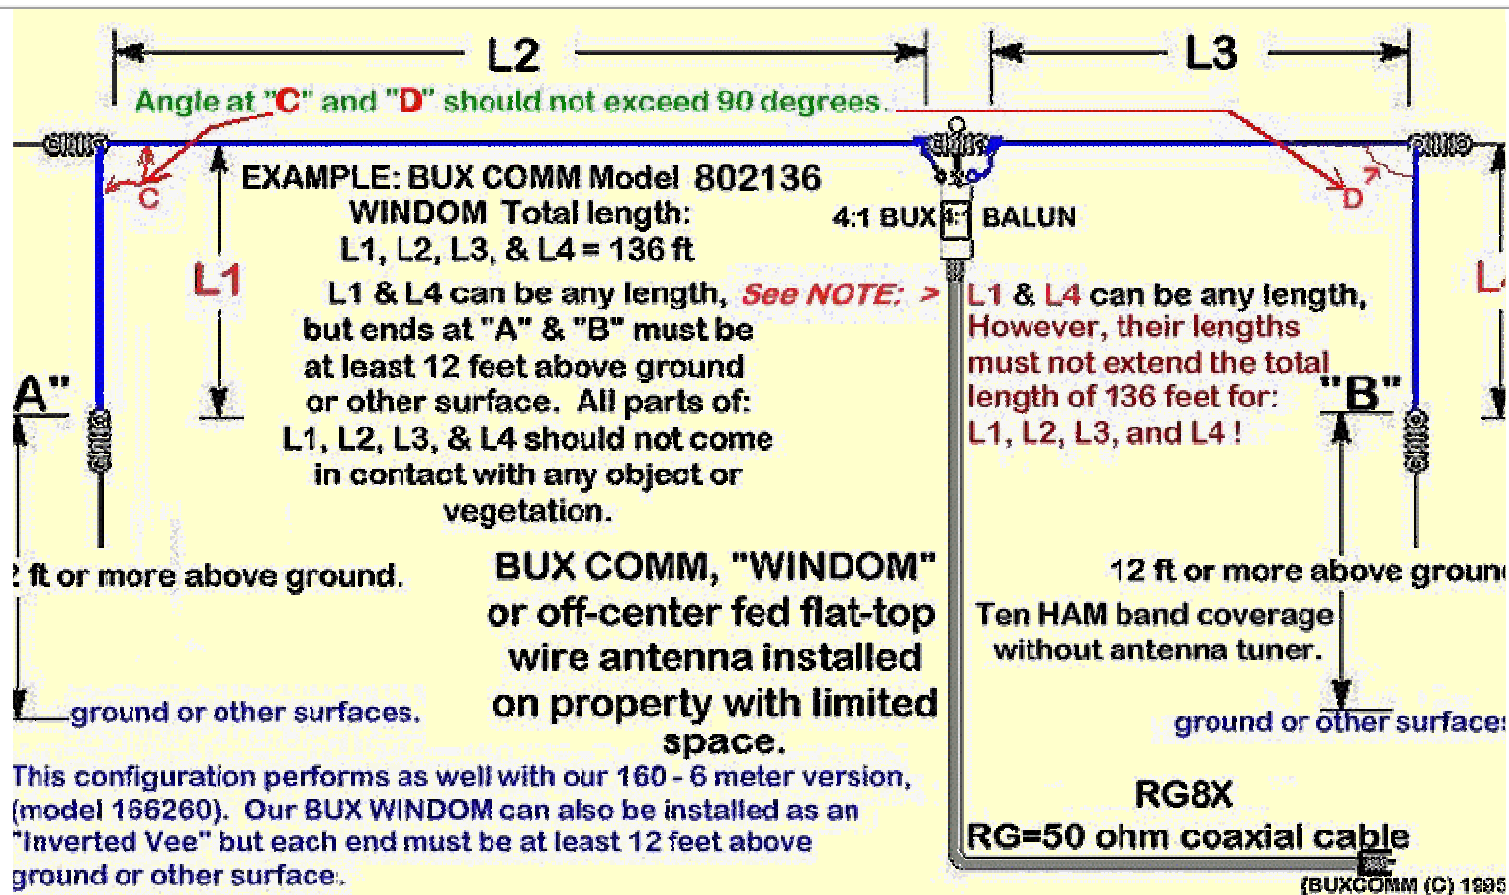 L2
L3
Angle at "C" and "D" should not exceed 90 degrees.
C
D
EXAMPLE: BUX COMM Model 802136
WINDOM Total length:
L1, L2, L3, & L4 = 136 ft
4:1 BUX 4:1 BALUN
L1
L1 & L4 can be any length, See NOTE: >
but ends at "A" & "B" must be
at least 12 feet above ground
or other surface. All parts of:
L1, L2, L3, & L4 should not come
in contact with any object or
vegetation.
L1 & L4 can be any length,
However, their lengths
must not extend the total
length of 136 feet for:
L1, L2, L3, and L4 !
A"
"B"
ft or more above ground.
12 ft or more above
BUX COMM, "WINDOM"
or off-center fed flat-top
wire antenna installed
on property with limited
space.
Ten HAM band coverage
without antenna tuner.
ground or other surfaces.
ground or other
This configuration performs as well with our 160 - 6 meter version,
(model 166260). Our BUX WINDOM can also be installed as an
"Inverted Vee" but each end must be at least 12 feet above
ground or other surface.
RG8X
RG=50 ohm coaxial cable
(BUXCOMM (C) 1995